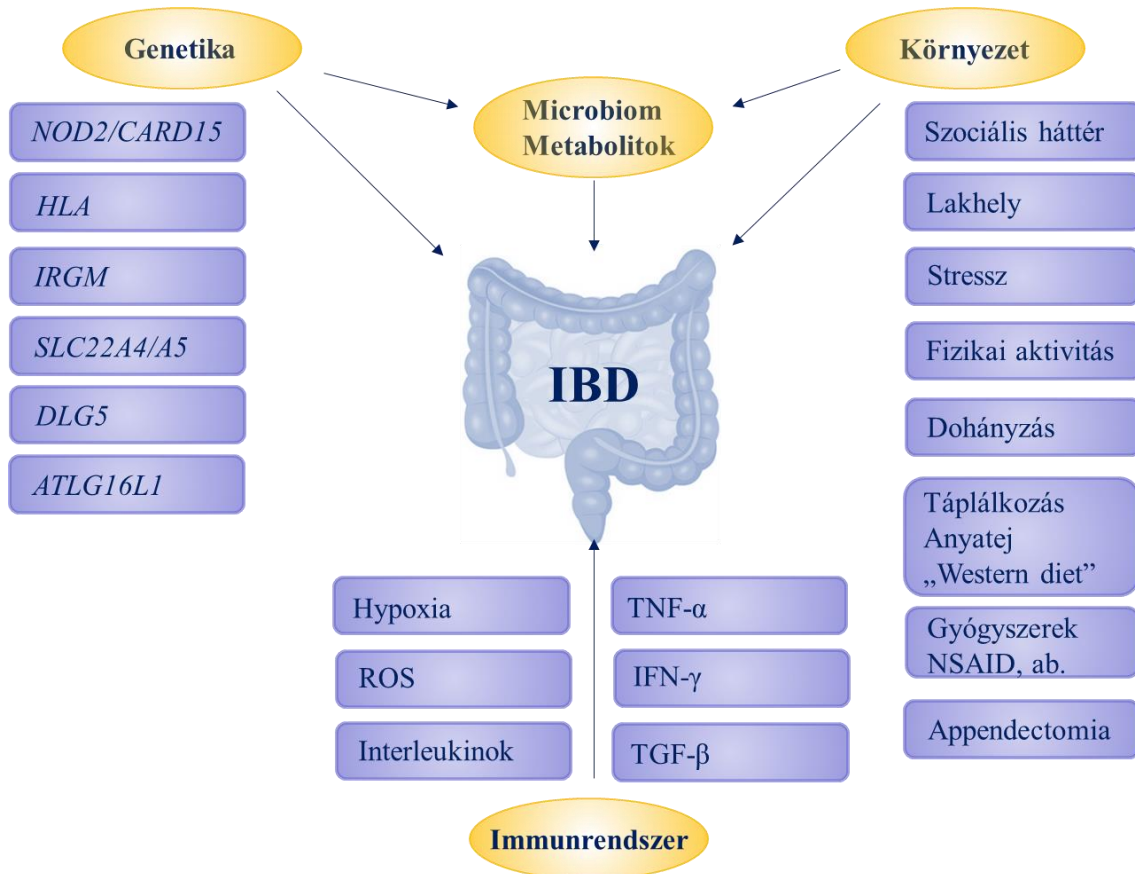 Genetika
Környezet
Microbiom
Metabolitok
NOD2/CARD15
HLA
IRGM
SLC22A4/A5
DLG5
ATLG16L1
Szociális háttér
Lakhely
Stressz
Fizikai aktivitás
Dohányzás
Táplálkozás
Anyatej
„Western diet”
Gyógyszerek
NSAID, ab.
Appendectomia
IBD
Hypoxia
ROS
Interleukinok
TNF-α
IFN-γ
TGF-β
Immunrendszer